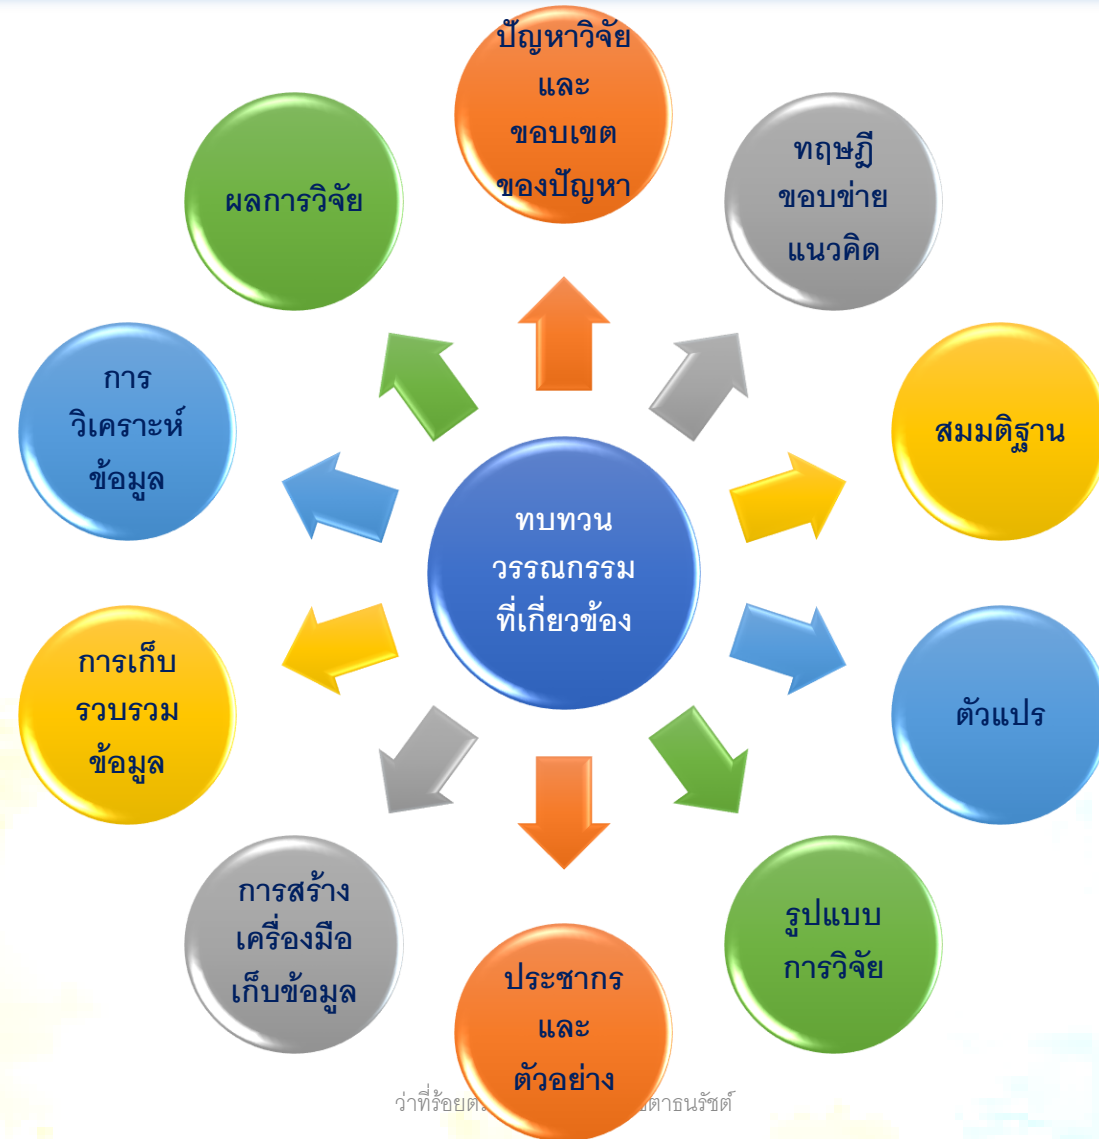 ปัญหาวิจัย
และ
ขอบเขต
ของปัญหา
ทฤษฎี
ขอบข่าย
แนวคิด
สมมติฐาน
ตัวแปร
รูปแบบ
การวิจัย
ประชากร
และ
ตัวอย่าง
การสร้าง
เครื่องมือ
เก็บข้อมูล
การเก็บ
รวบรวม
ข้อมูล
การ
วิเคราะห์
ข้อมูล
ผลการวิจัย
ทบทวน
วรรณกรรม
ที่เกี่ยวข้อง
ว่าที่ร้อย